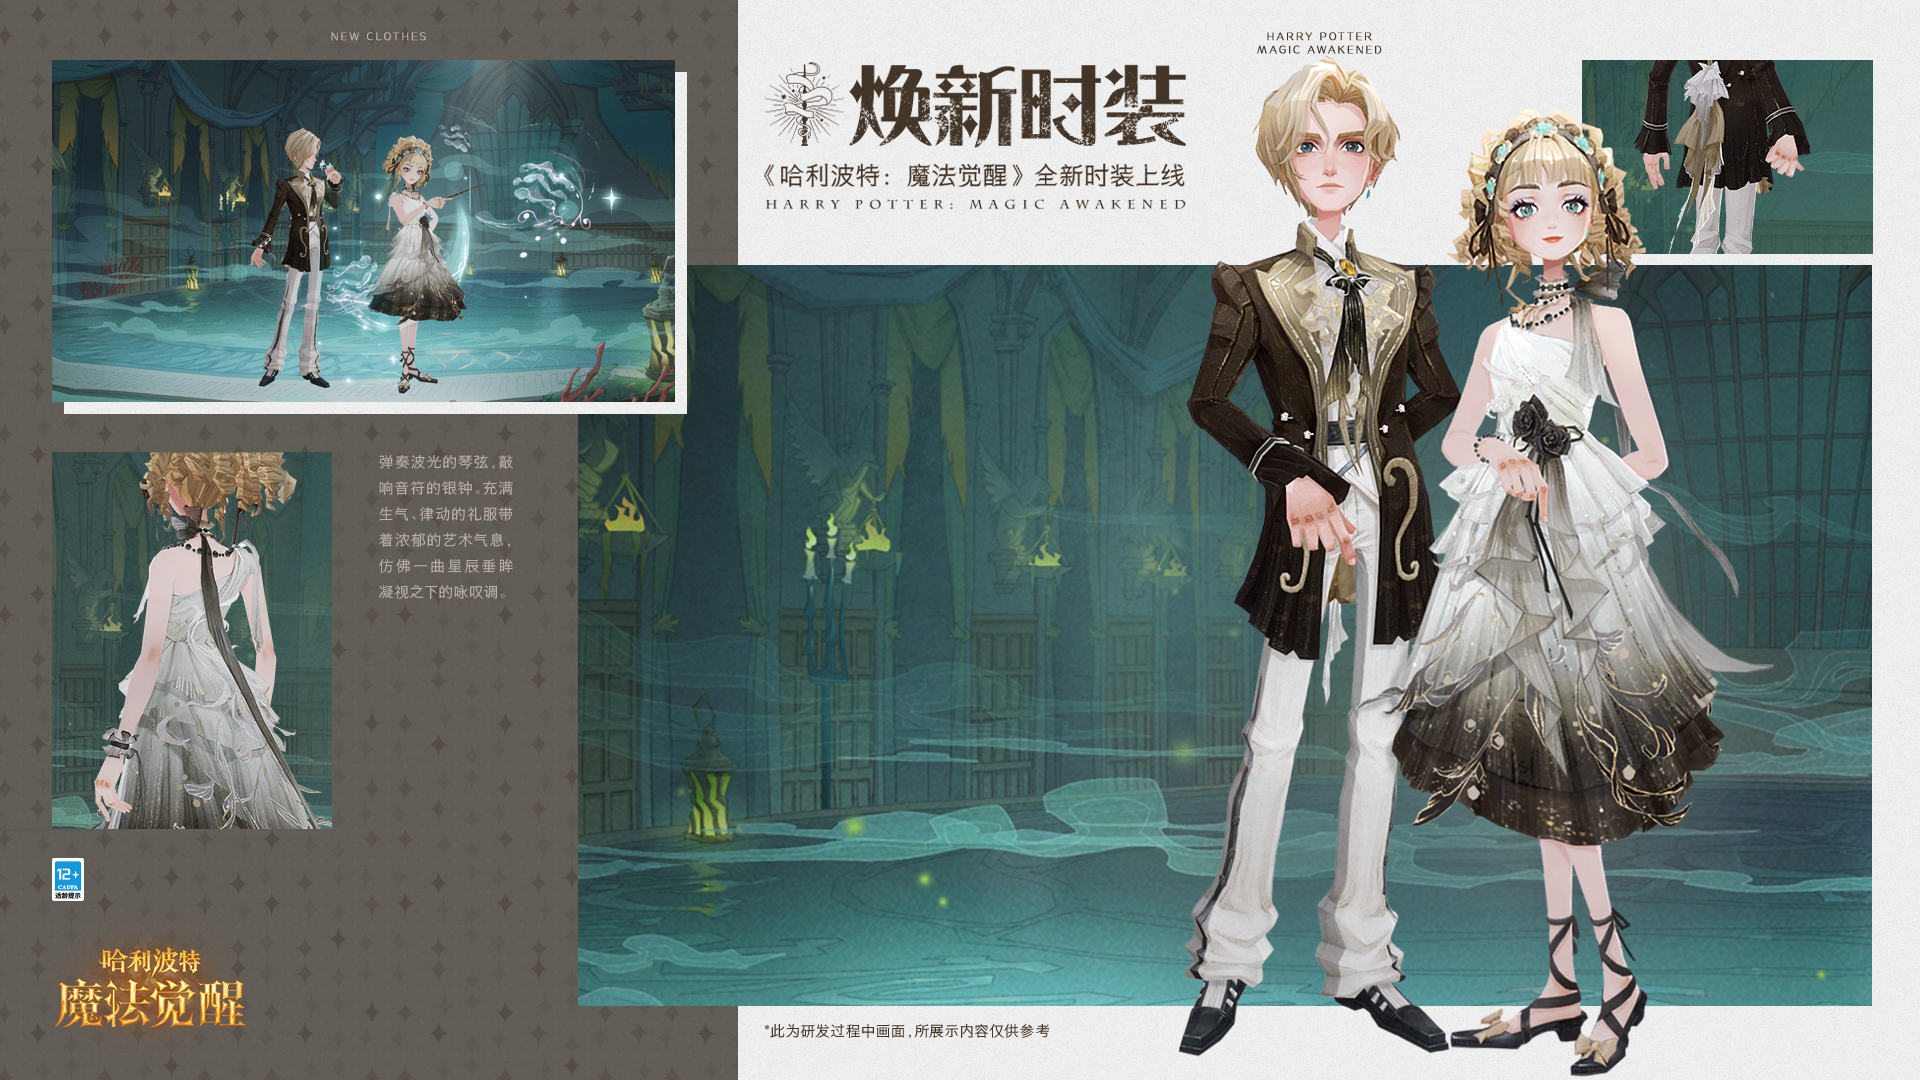 NEW CLOTHES
HARRY POTTER
MAGIC AWAKENED
焕新时装
《哈利波特：魔法觉醒》全新时装上线
HARRY POTTER: MAGIC AWAKENED
弹奏波光的琴弦，敲
响音符的银钟。充满
生气、律动的礼服带
着浓郁的艺术气息，
仿佛一曲星辰垂眸
凝视之下的咏叹调。
12+
CADPA
适龄提示
哈利波特
魔法觉醒
*此为研发过程中画面，所展示内容仅供参考